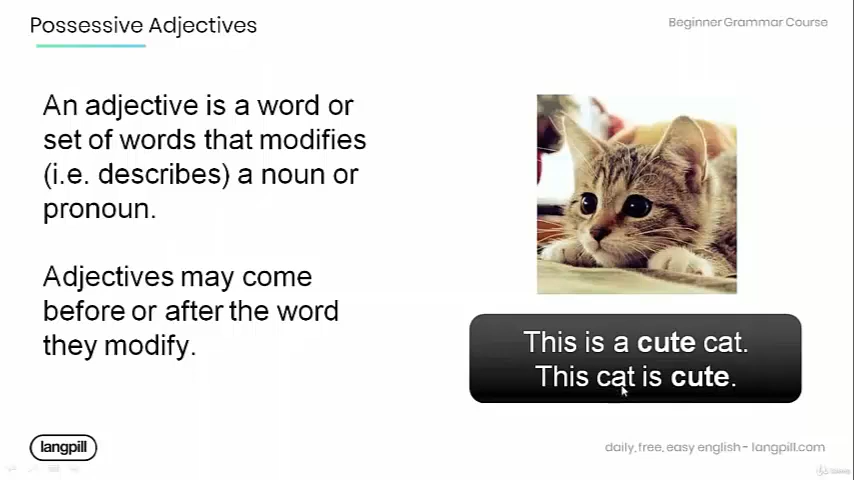 Possessive Adjectives
Beginner Grammar Course
An adjective is a word or
set of words that modifies
(i.e. describes) a noun or
pronoun.
Adjectives may come
before or after the word
they modify.
This is a cute cat.
This cat is cute.
langpill
daily, free, easy english - langpill.com